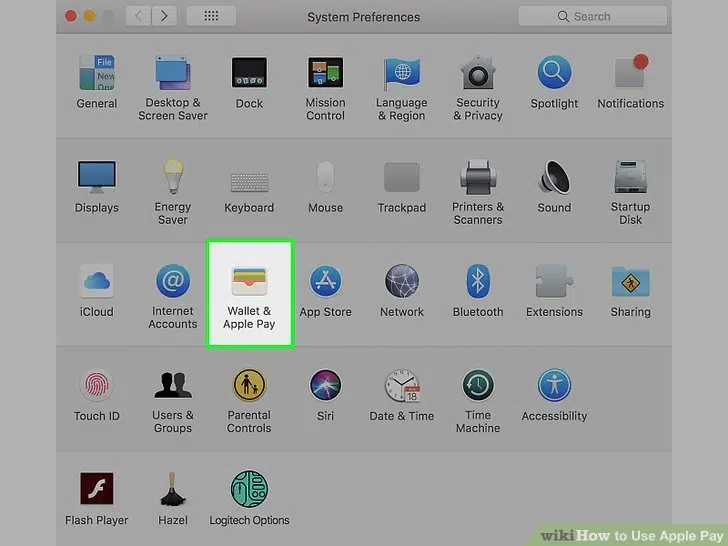 System Preferences
Search
File
New
Ope
General
Desktop &
Screen Saver
Dock
Mission
Control
Language
& Region
Security
& Privacy
Spotlight
Notifications
Displays
Energy
Saver
Keyboard
Mouse
Trackpad
Printers &
Scanners
Sound
Startup
Disk
iCloud
Internet
Accounts
Wallet &
Apple Pay
App Store
Network
Bluetooth
Extensions
Sharing
18
Touch ID
Users &
Groups
Parental
Controls
Siri
Date & Time
Time
Machine
Accessibility
Flash Player
Hazel
Logitech Options
wikiHow to Use Apple Pay